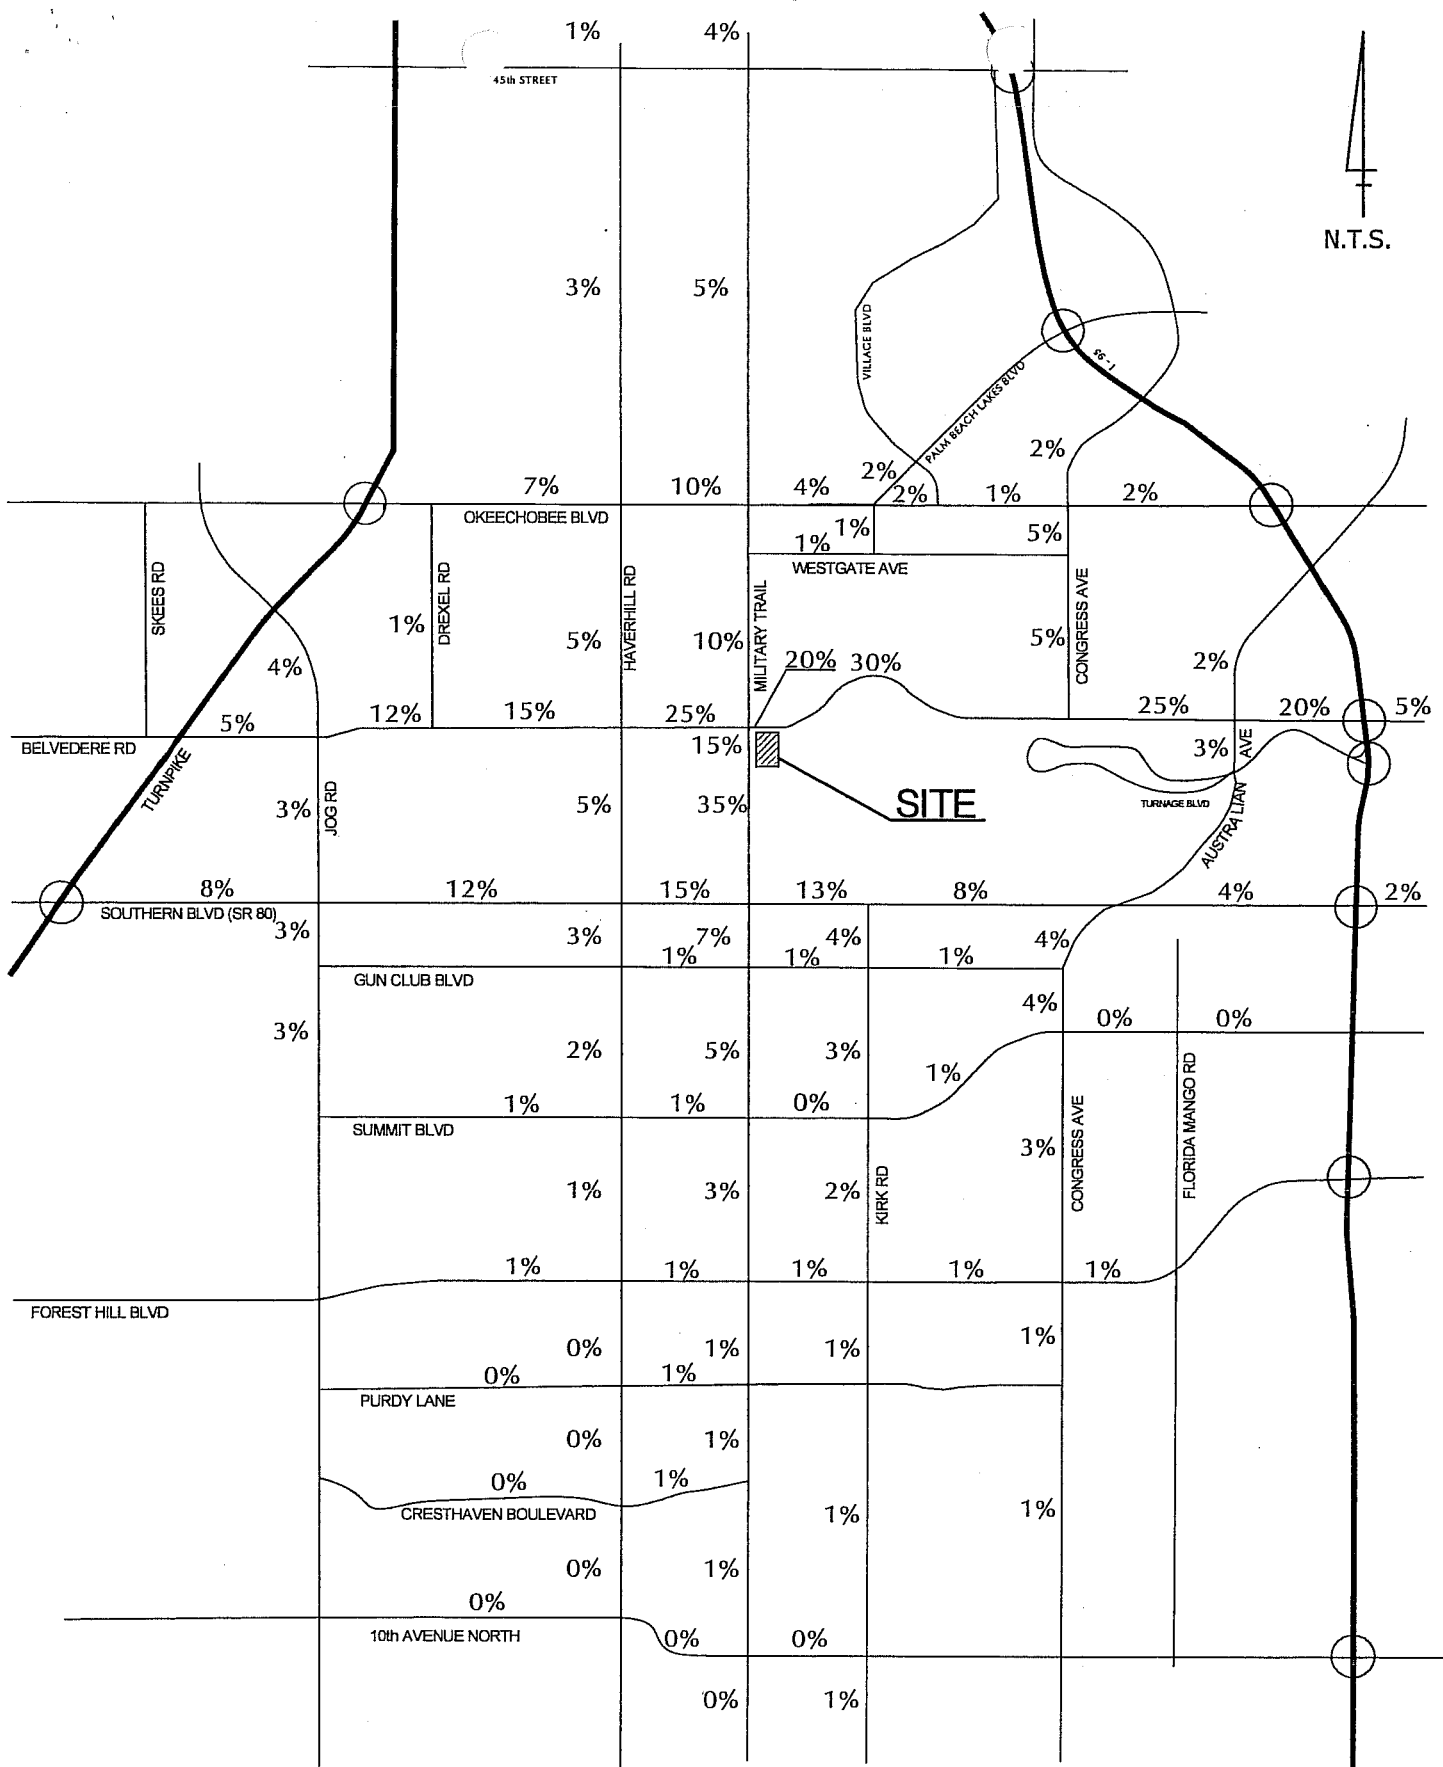 1% 4%
45th STREET
N.T.S.
3% 5%
VILLAGE BLVD
I - 95
PALM BEACH LAKES BLVD
2%
2%
7% 10% 4% 2% 1% 2%
OKEECHOBEE BLVD
1% 1% 5%
WESTGATE AVE
SKEES RD
DREXEL RD
HAVERHILL RD
MILITARY TRAIL
CONGRESS AVE
1% 5% 10% 5%
4% 20% 30% 2%
5% 12% 15% 25% 25% 20% 5%
BELVEDERE RD
15% 3%
AVE
TURNPIKE
JOG RD
3% 5% 35%
SITE
TURNAGE BLVD
AUSTRALIAN
8% 12% 15% 13% 8% 4% 2%
SOUTHERN BLVD (SR 80)
3% 3% 7% 4% 4%
1% 1% 1%
GUN CLUB BLVD
4%
0% 0%
3% 2% 5% 3%
1%
1% 1% 0%
SUMMIT BLVD
FLORIDA MANGO RD
CONGRESS AVE
KIRK RD
3%
1% 3% 2%
1% 1% 1% 1% 1%
FOREST HILL BLVD
0% 1% 1% 1%
0% 1%
PURDY LANE
0% 1%
0% 1%
CRESTHAVEN BOULEVARD
1% 1%
0% 1%
0%
10th AVENUE NORTH
0% 0%
0% 1%